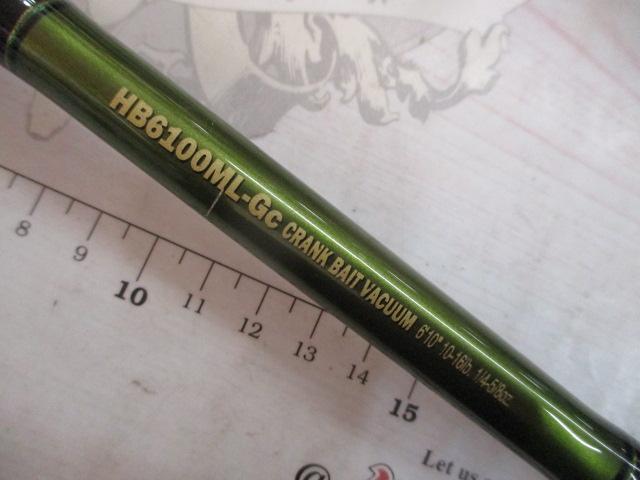 HB6100ML-Gc CRANK BAIT VACUUM 6'10" 10-16lb. 1/4-5/8oz.
8 9 10 11 12 13 14 15
Let us
@